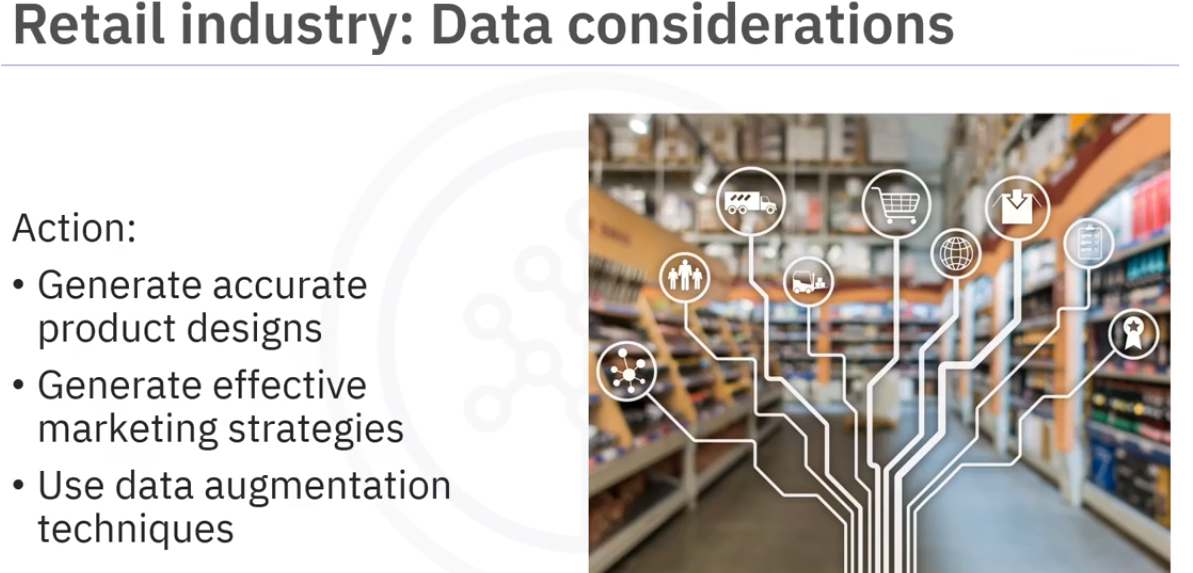 Retail industry: Data considerations
Action:
• Generate accurate
product designs
• Generate effective
marketing strategies
• Use data augmentation
techniques